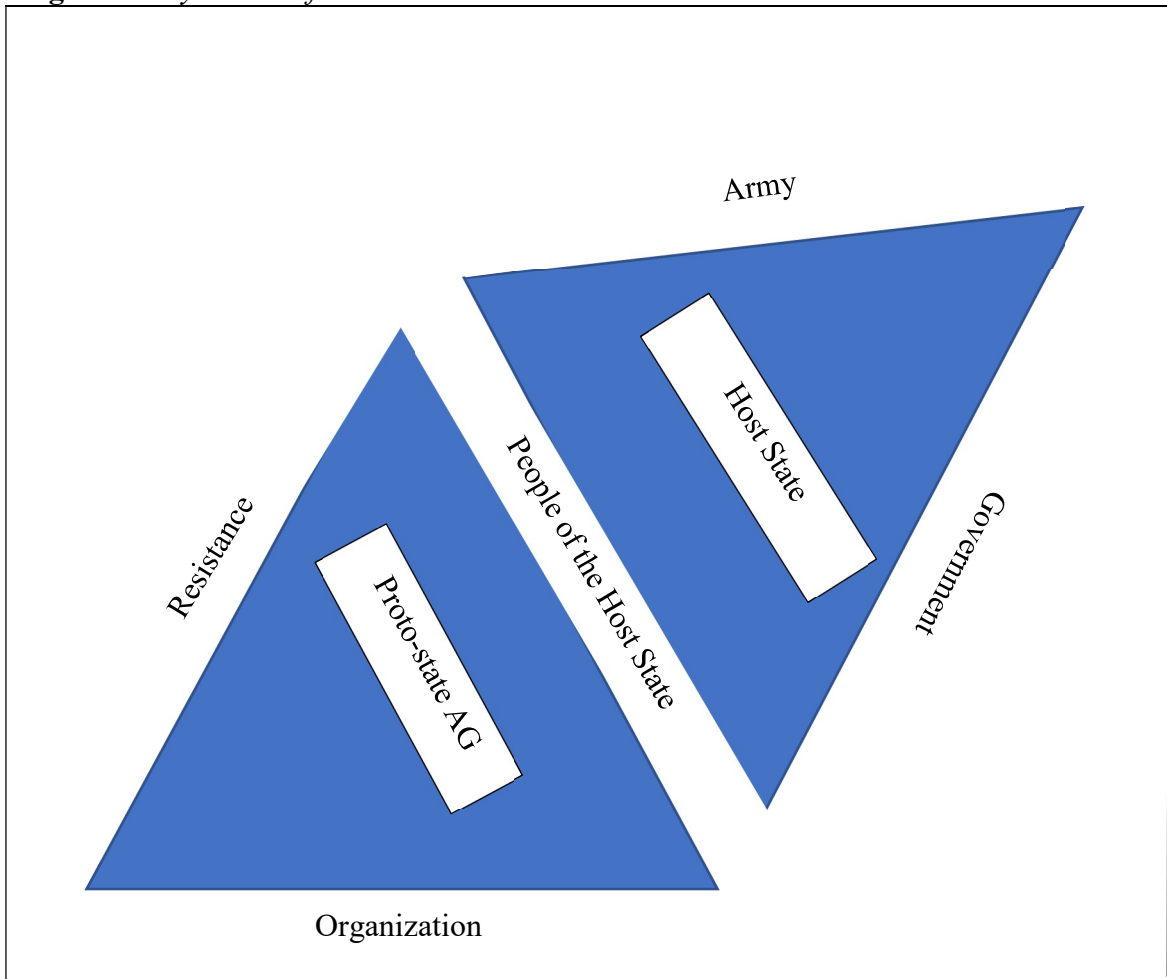 Army
Host State
People of the Host State
Government
Resistance
Proto-state AG
Organization